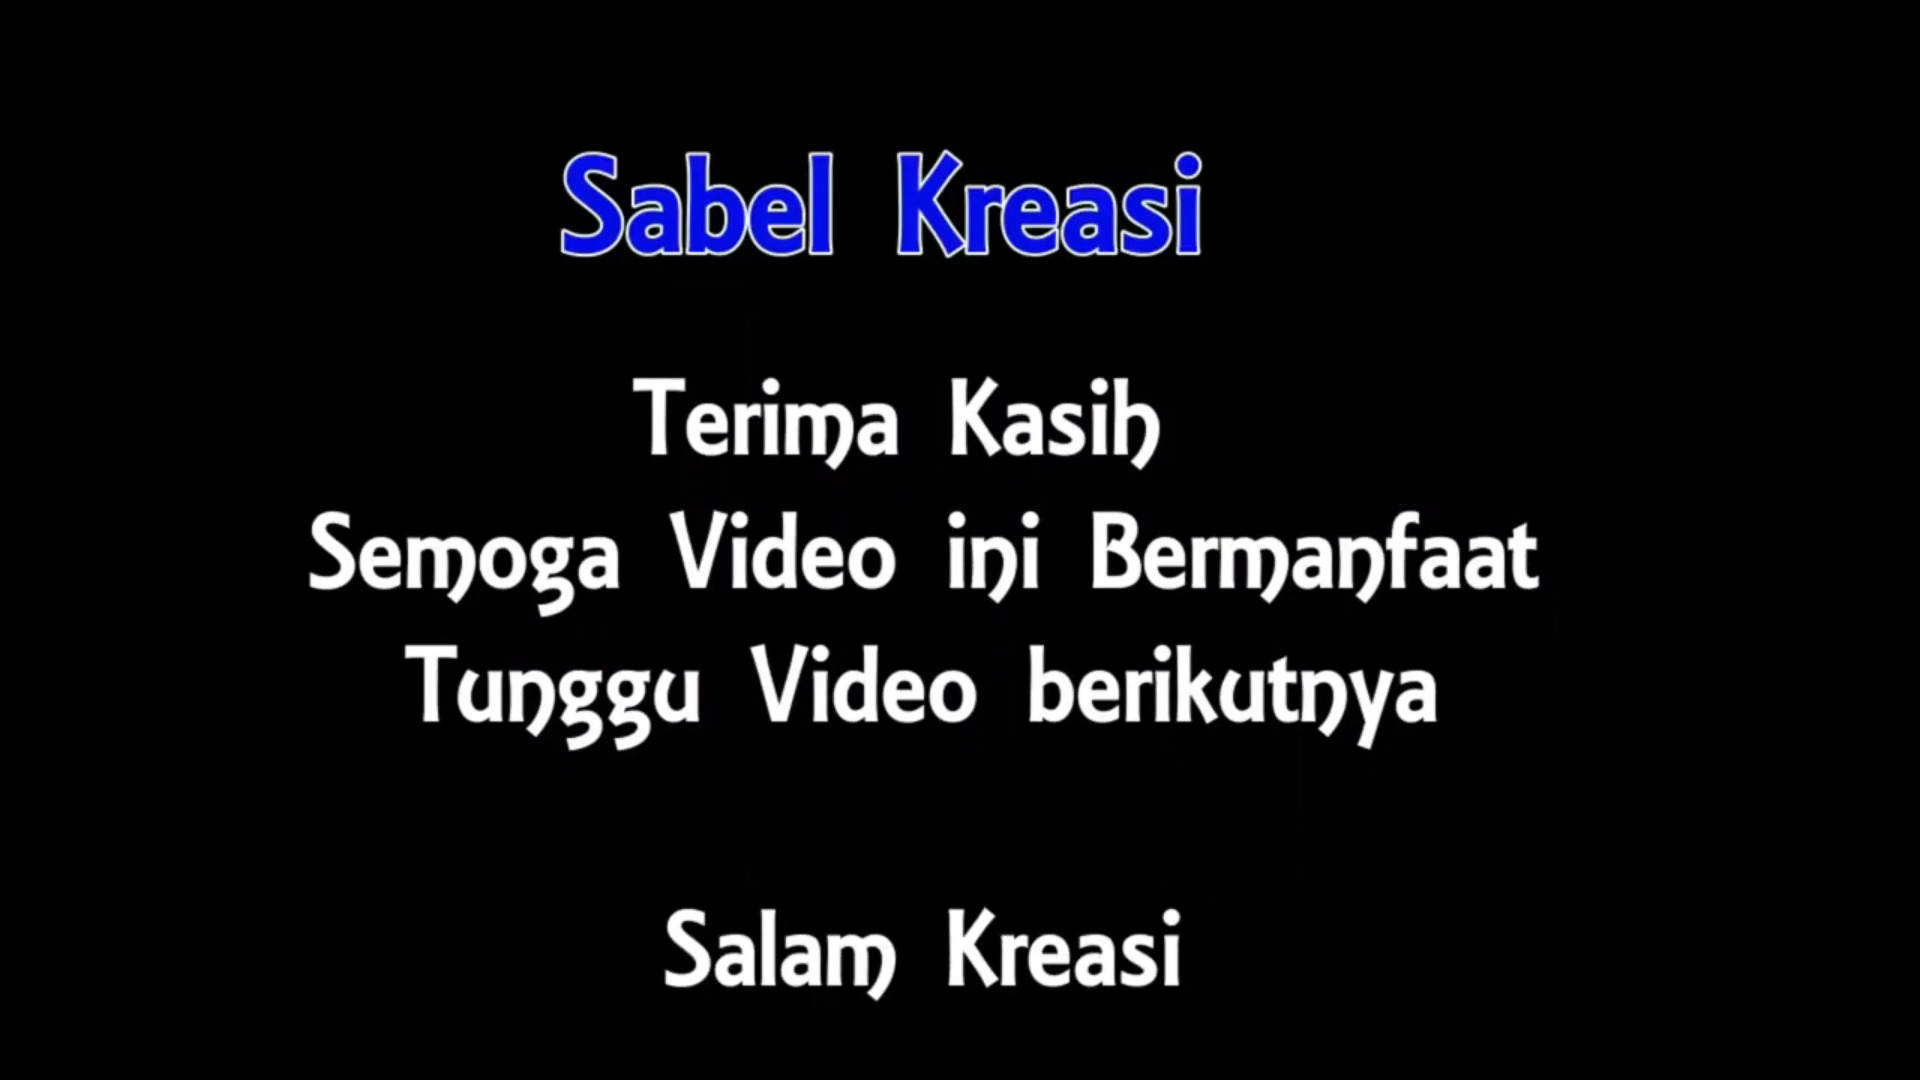 Sabel Kreasi
Terima Kasih
Semoga Video ini Bermanfaat
Tunggu Video berikutnya
Salam Kreasi